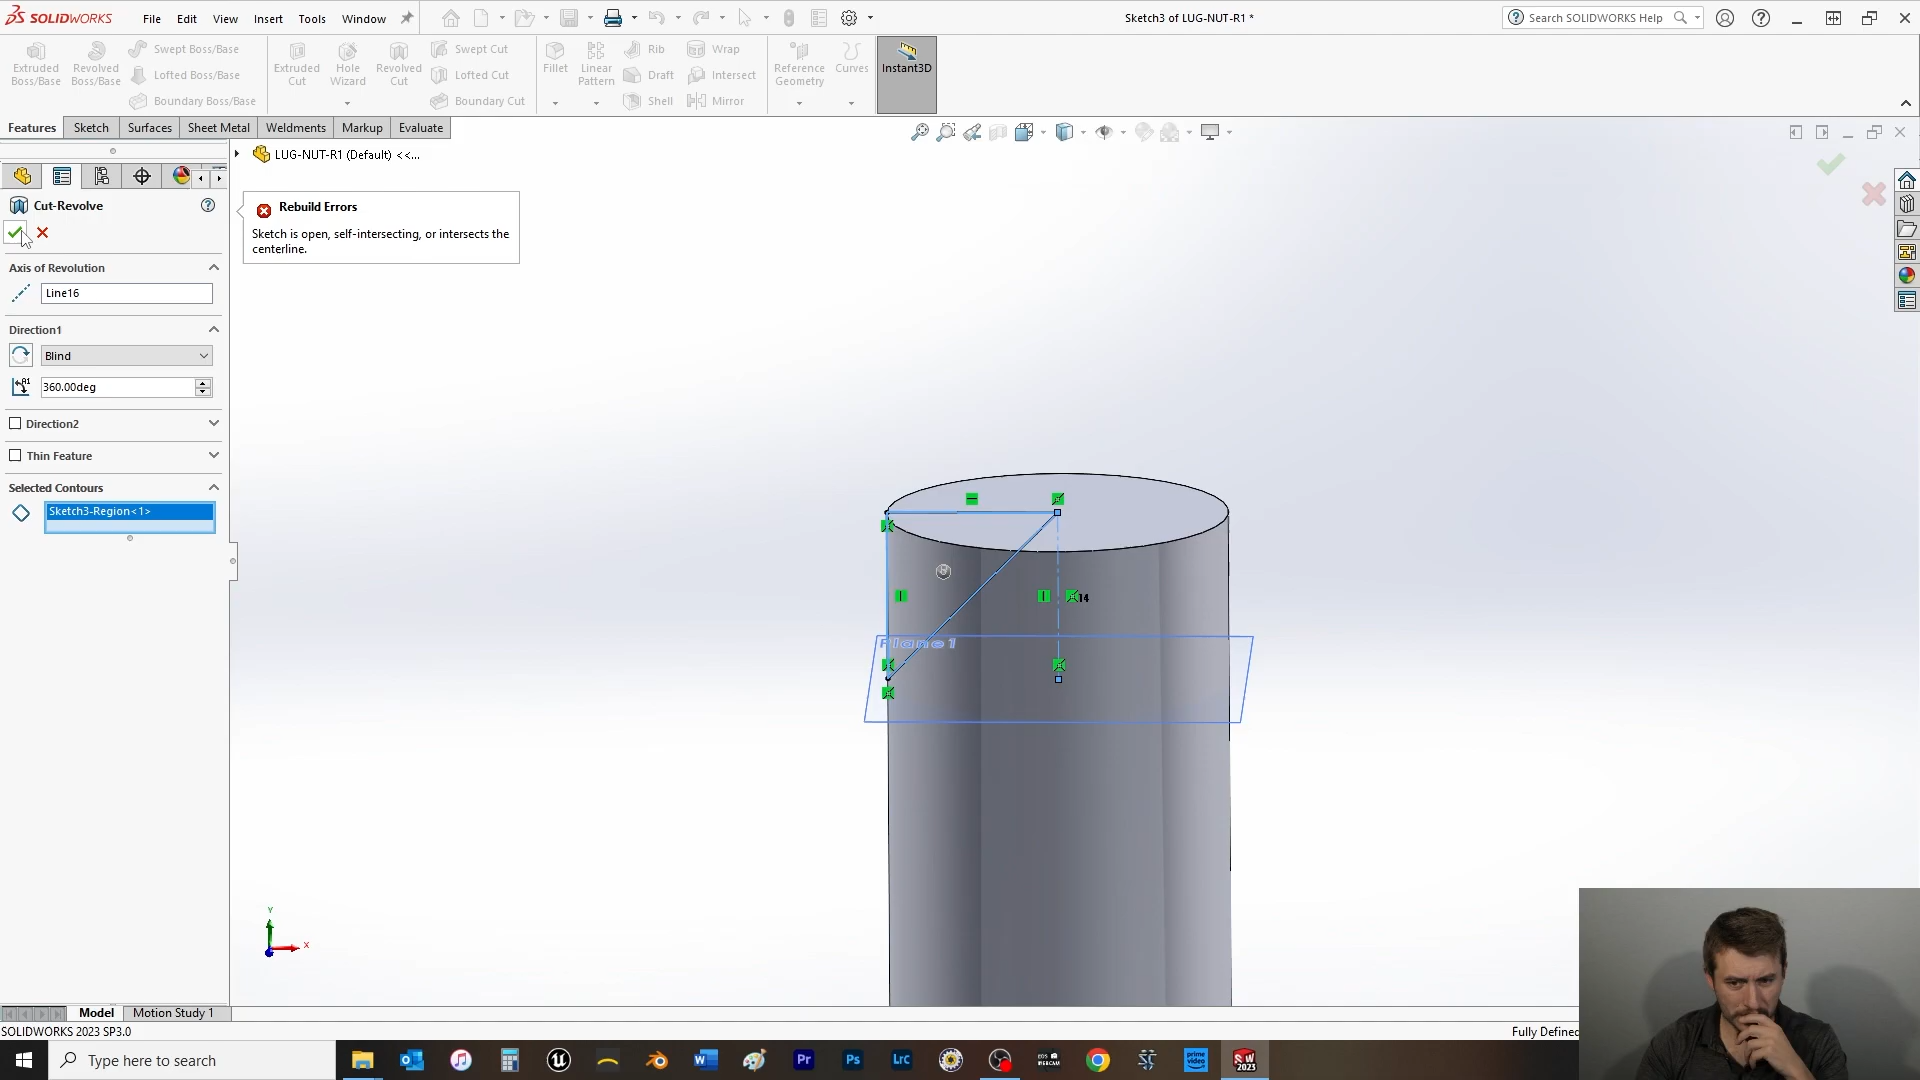 SOLIDWORKS File Edit View Insert Tools Window Sketch3 of LUG-NUT-R1 * Search SOLIDWORKS Help
Extruded Boss/Base Revolved Boss/Base Swept Boss/Base Lofted Boss/Base Boundary Boss/Base Extruded Cut Hole Wizard Revolved Cut Swept Cut Lofted Cut Boundary Cut Fillet Linear Pattern Rib Draft Shell Wrap Intersect Mirror Reference Geometry Curves Instant3D
Features Sketch Surfaces Sheet Metal Weldments Markup Evaluate
LUG-NUT-R1 (Default) <<...
Cut-Revolve
Rebuild Errors
Sketch is open, self-intersecting, or intersects the
centerline.
Axis of Revolution
Line16
Direction1
Blind
360.00deg
Direction2
Thin Feature
Selected Contours
Sketch3-Region<1>
14
Plane1
Y
X
Model Motion Study 1
SOLIDWORKS 2023 SP3.0 Fully Defined
Type here to search